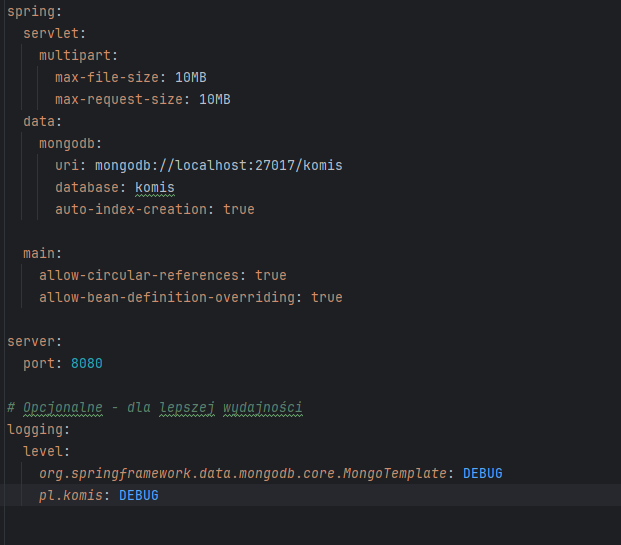 spring:
  servlet:
    multipart:
      max-file-size: 10MB
      max-request-size: 10MB
  data:
    mongodb:
      uri: mongodb://localhost:27017/komis
      database: komis
      auto-index-creation: true
  main:
    allow-circular-references: true
    allow-bean-definition-overriding: true
server:
  port: 8080
# Opcjonalne - dla lepszej wydajności
logging:
  level:
    org.springframework.data.mongodb.core.MongoTemplate: DEBUG
    pl.komis: DEBUG